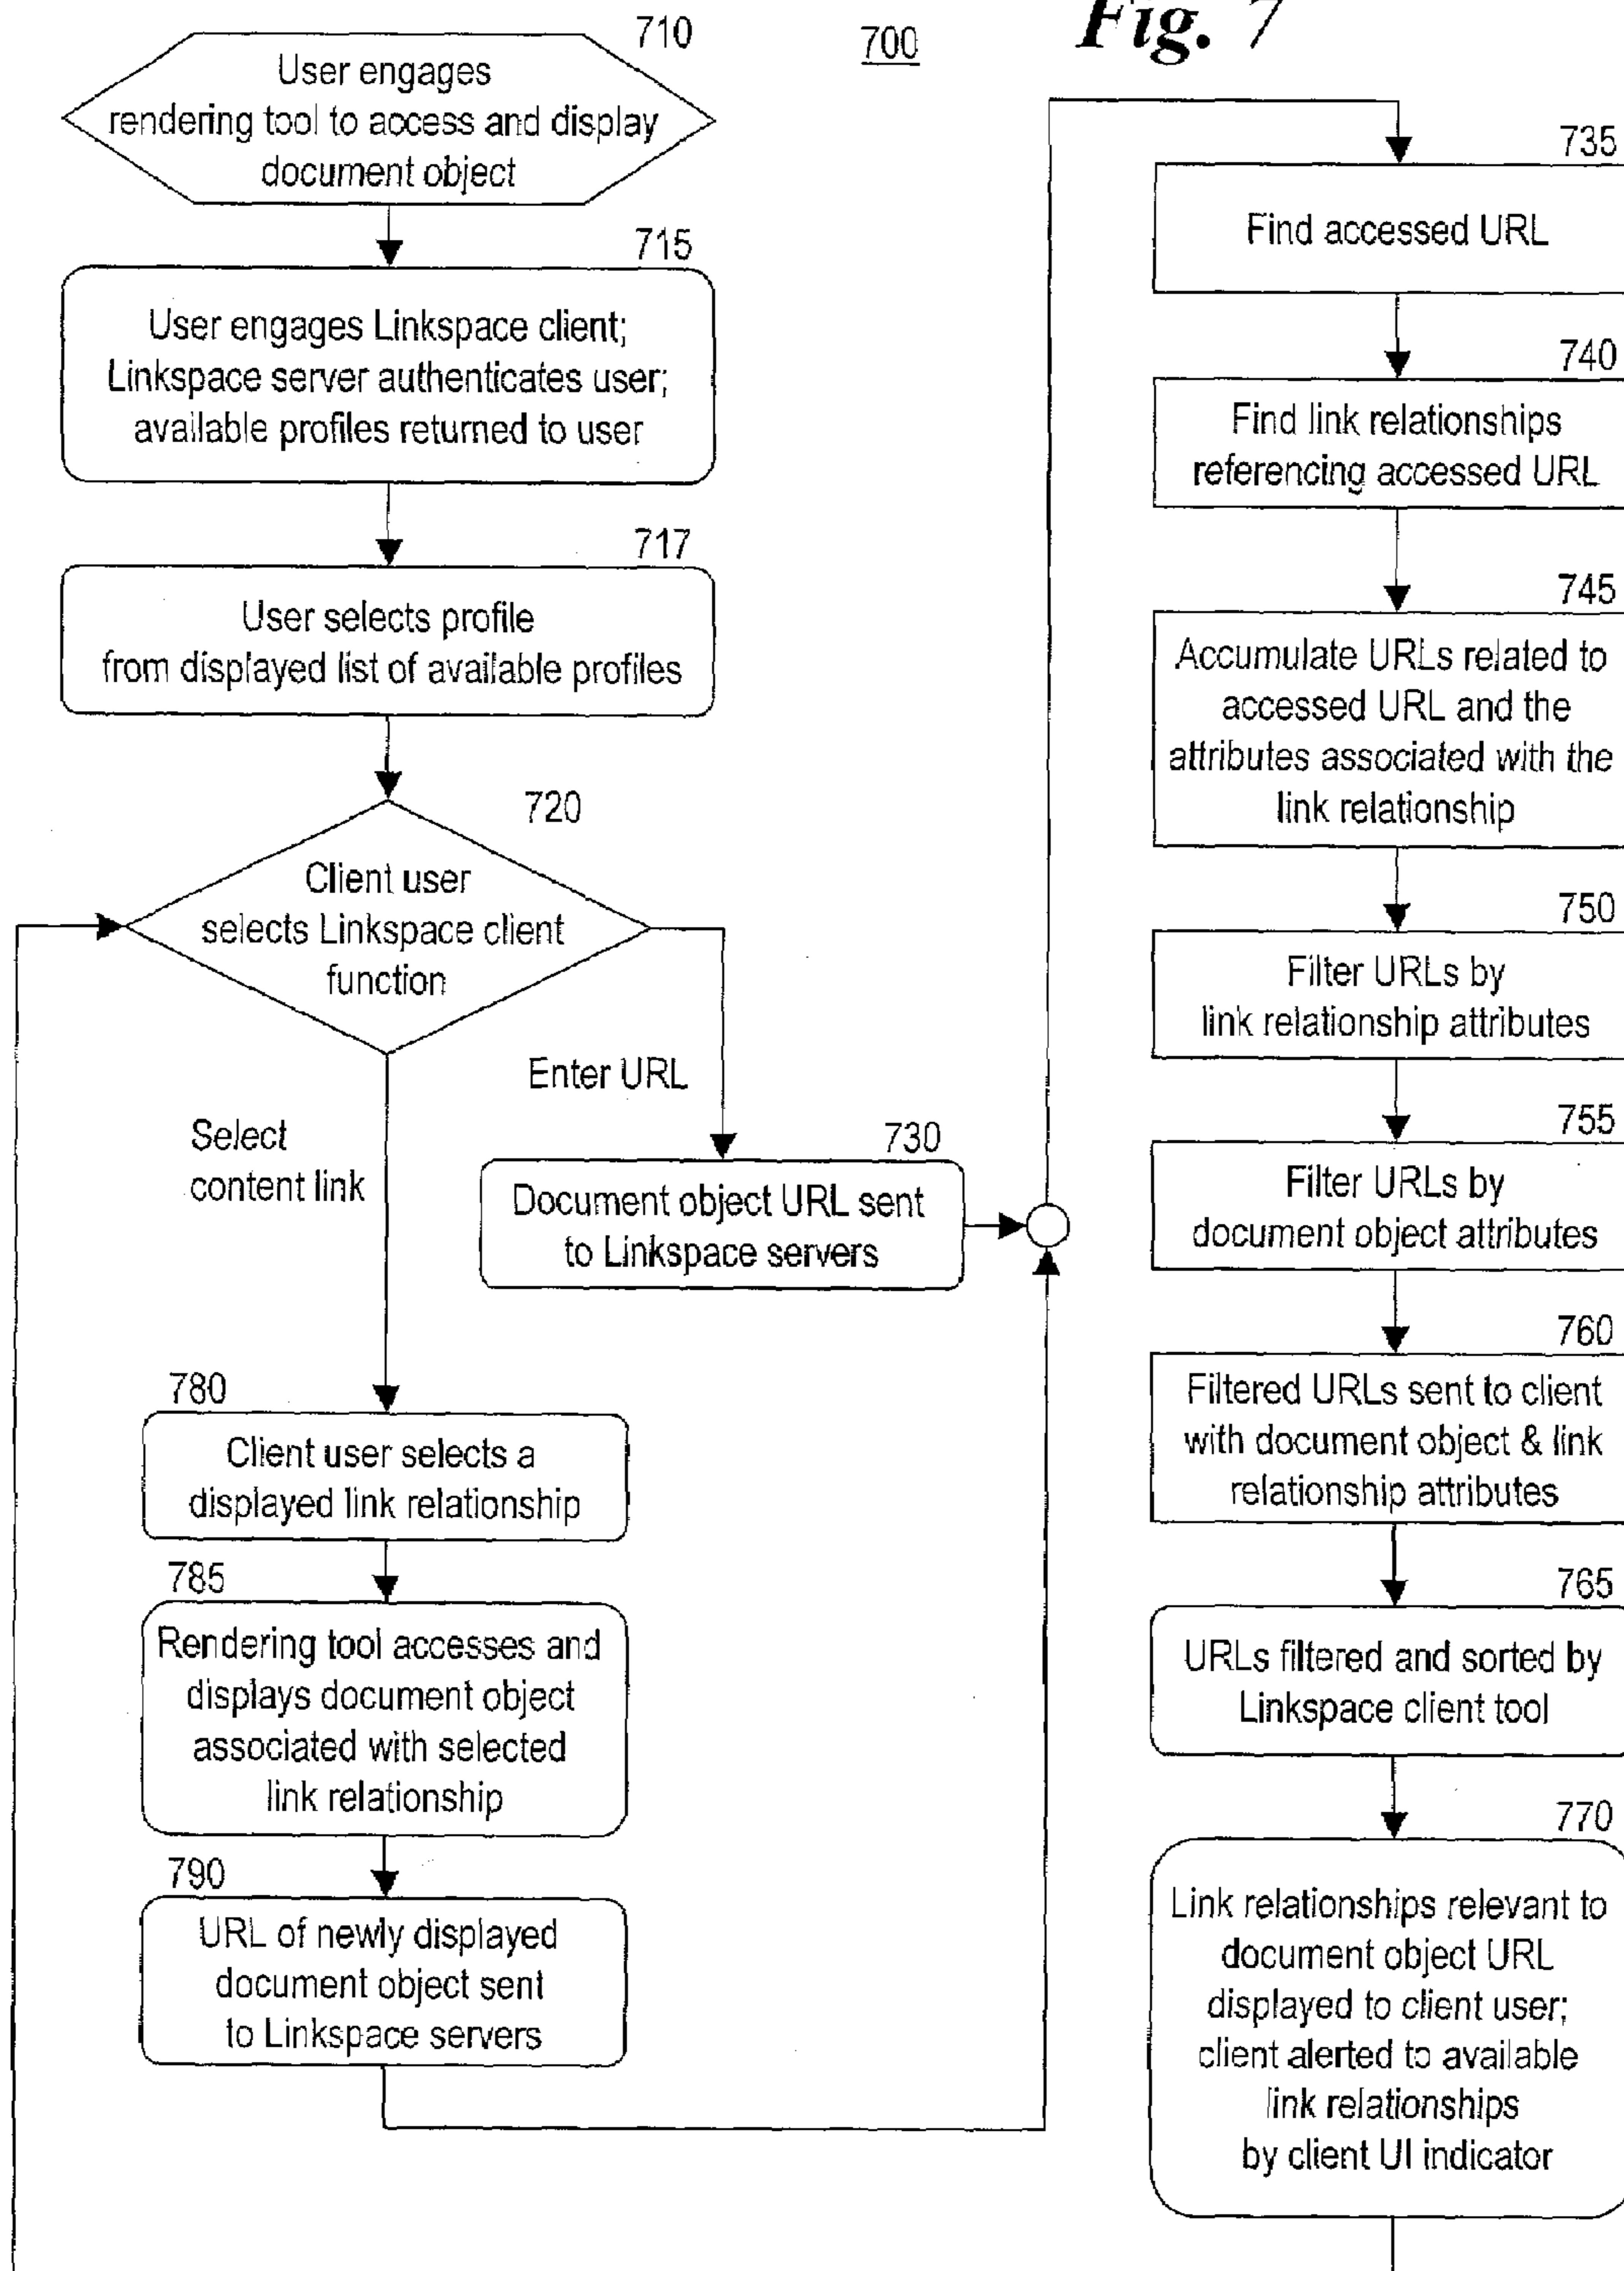 Fig. 7
700
710
User engages
rendering tool to access and display
document object
715
User engages Linkspace client;
Linkspace server authenticates user;
available profiles returned to user
717
User selects profile
from displayed list of available profiles
720
Client user
selects Linkspace client
function
Enter URL
Select
content link
730
Document object URL sent
to Linkspace servers
780
Client user selects a
displayed link relationship
785
Rendering tool accesses and
displays document object
associated with selected
link relationship
790
URL of newly displayed
document object sent
to Linkspace servers
735
Find accessed URL
740
Find link relationships
referencing accessed URL
745
Accumulate URLs related to
accessed URL and the
attributes associated with the
link relationship
750
Filter URLs by
link relationship attributes
755
Filter URLs by
document object attributes
760
Filtered URLs sent to client
with document object & link
relationship attributes
765
URLs filtered and sorted by
Linkspace client tool
770
Link relationships relevant to
document object URL
displayed to client user;
client alerted to available
link relationships
by client UI indicator